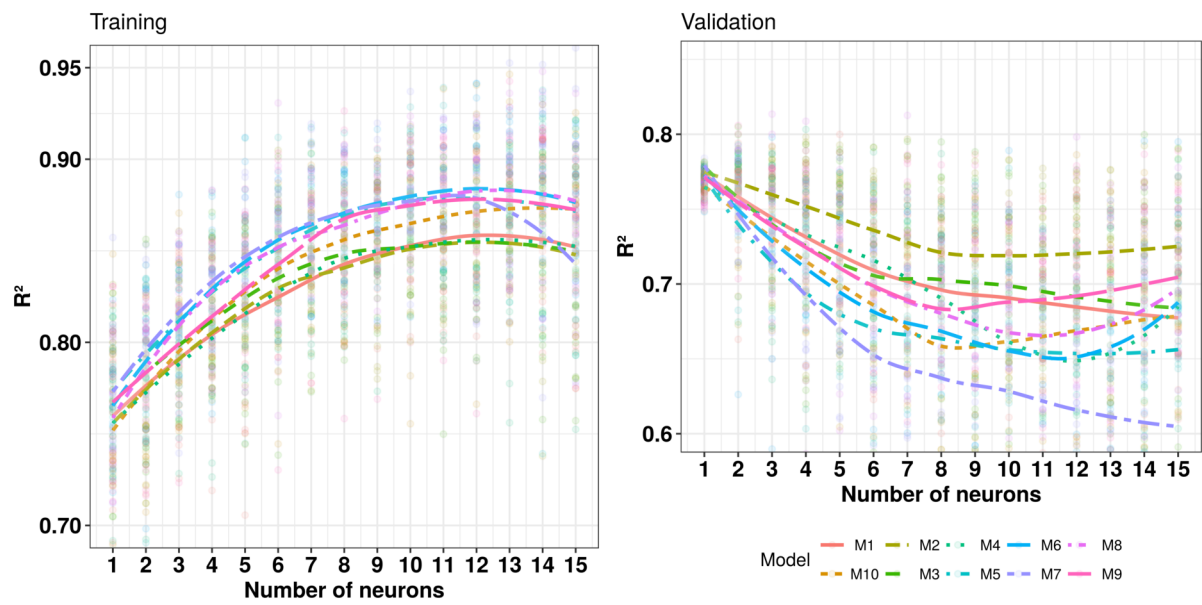 Training
0.95
0.90
0.80
0.70
R²
1 2 3 4 5 6 7 8 9 10 11 12 13 14 15
Number of neurons
Validation
0.8
0.7
0.6
R²
1 2 3 4 5 6 7 8 9 10 11 12 13 14 15
Number of neurons
Model
M1 M2 M4 M6 M8
M10 M3 M5 M7 M9